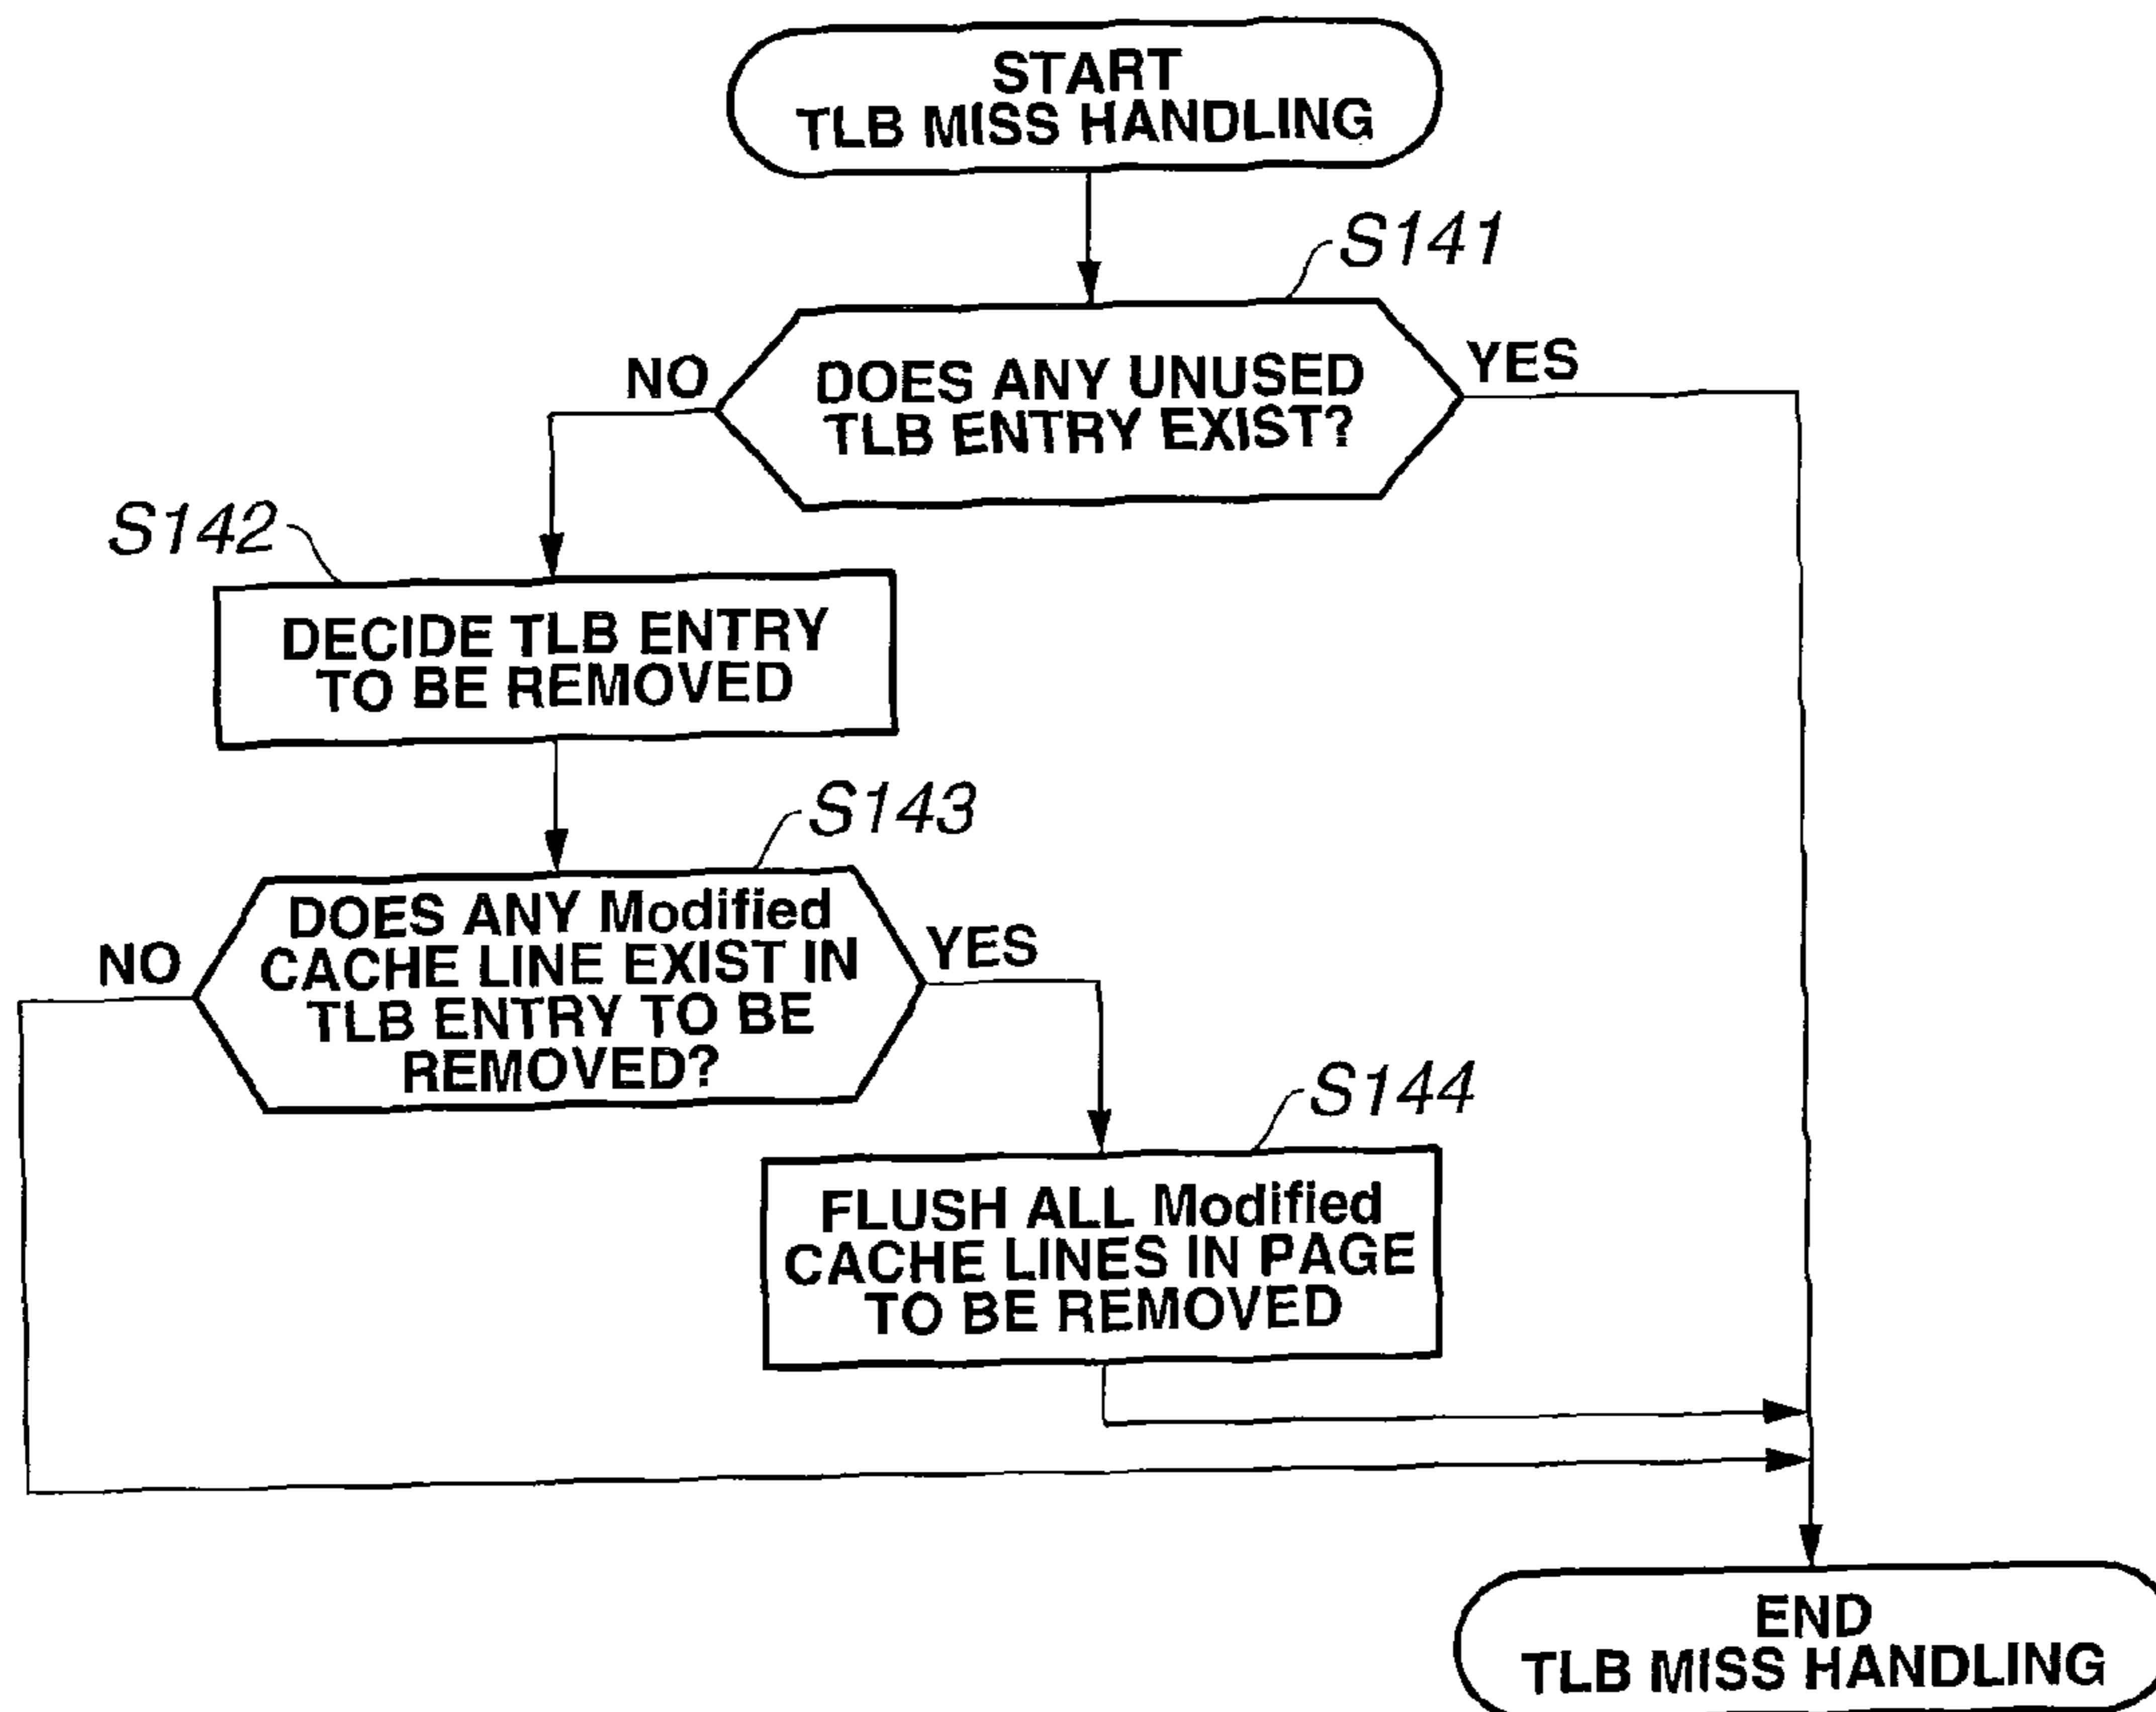 START
TLB MISS HANDLING
S141
NO
DOES ANY UNUSED
TLB ENTRY EXIST?
YES
S142
DECIDE TLB ENTRY
TO BE REMOVED
S143
NO
DOES ANY Modified
CACHE LINE EXIST IN
TLB ENTRY TO BE
REMOVED?
YES
S144
FLUSH ALL Modified
CACHE LINES IN PAGE
TO BE REMOVED
END
TLB MISS HANDLING